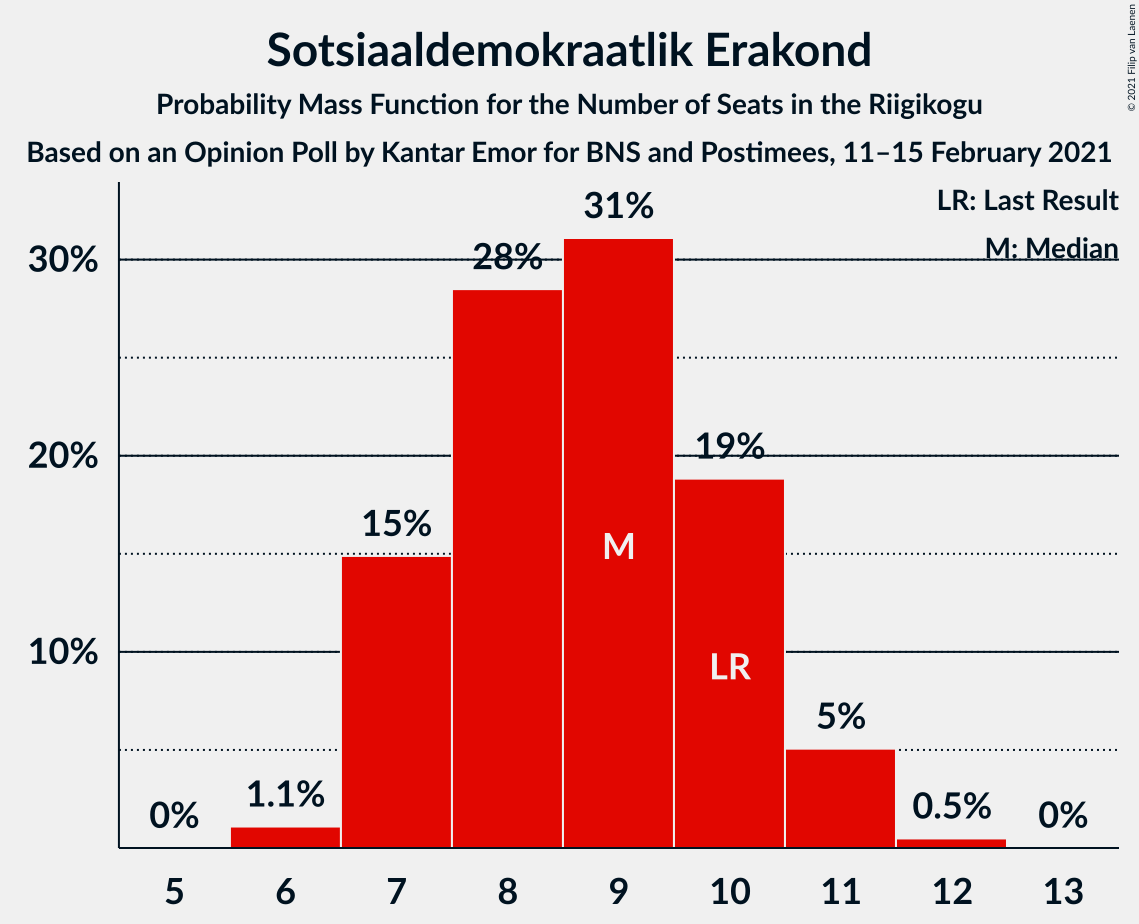 Sotsiaaldemokraatlik Erakond
Probability Mass Function for the Number of Seats in the Riigikogu
Based on an Opinion Poll by Kantar Emor for BNS and Postimees, 11–15 February 2021
© 2021 Filip van Laenen
LR: Last Result
M: Median
30%
20%
10%
0%
1.1%
15%
28%
31%
19%
5%
0.5%
0%
M
LR
5
6
7
8
9
10
11
12
13